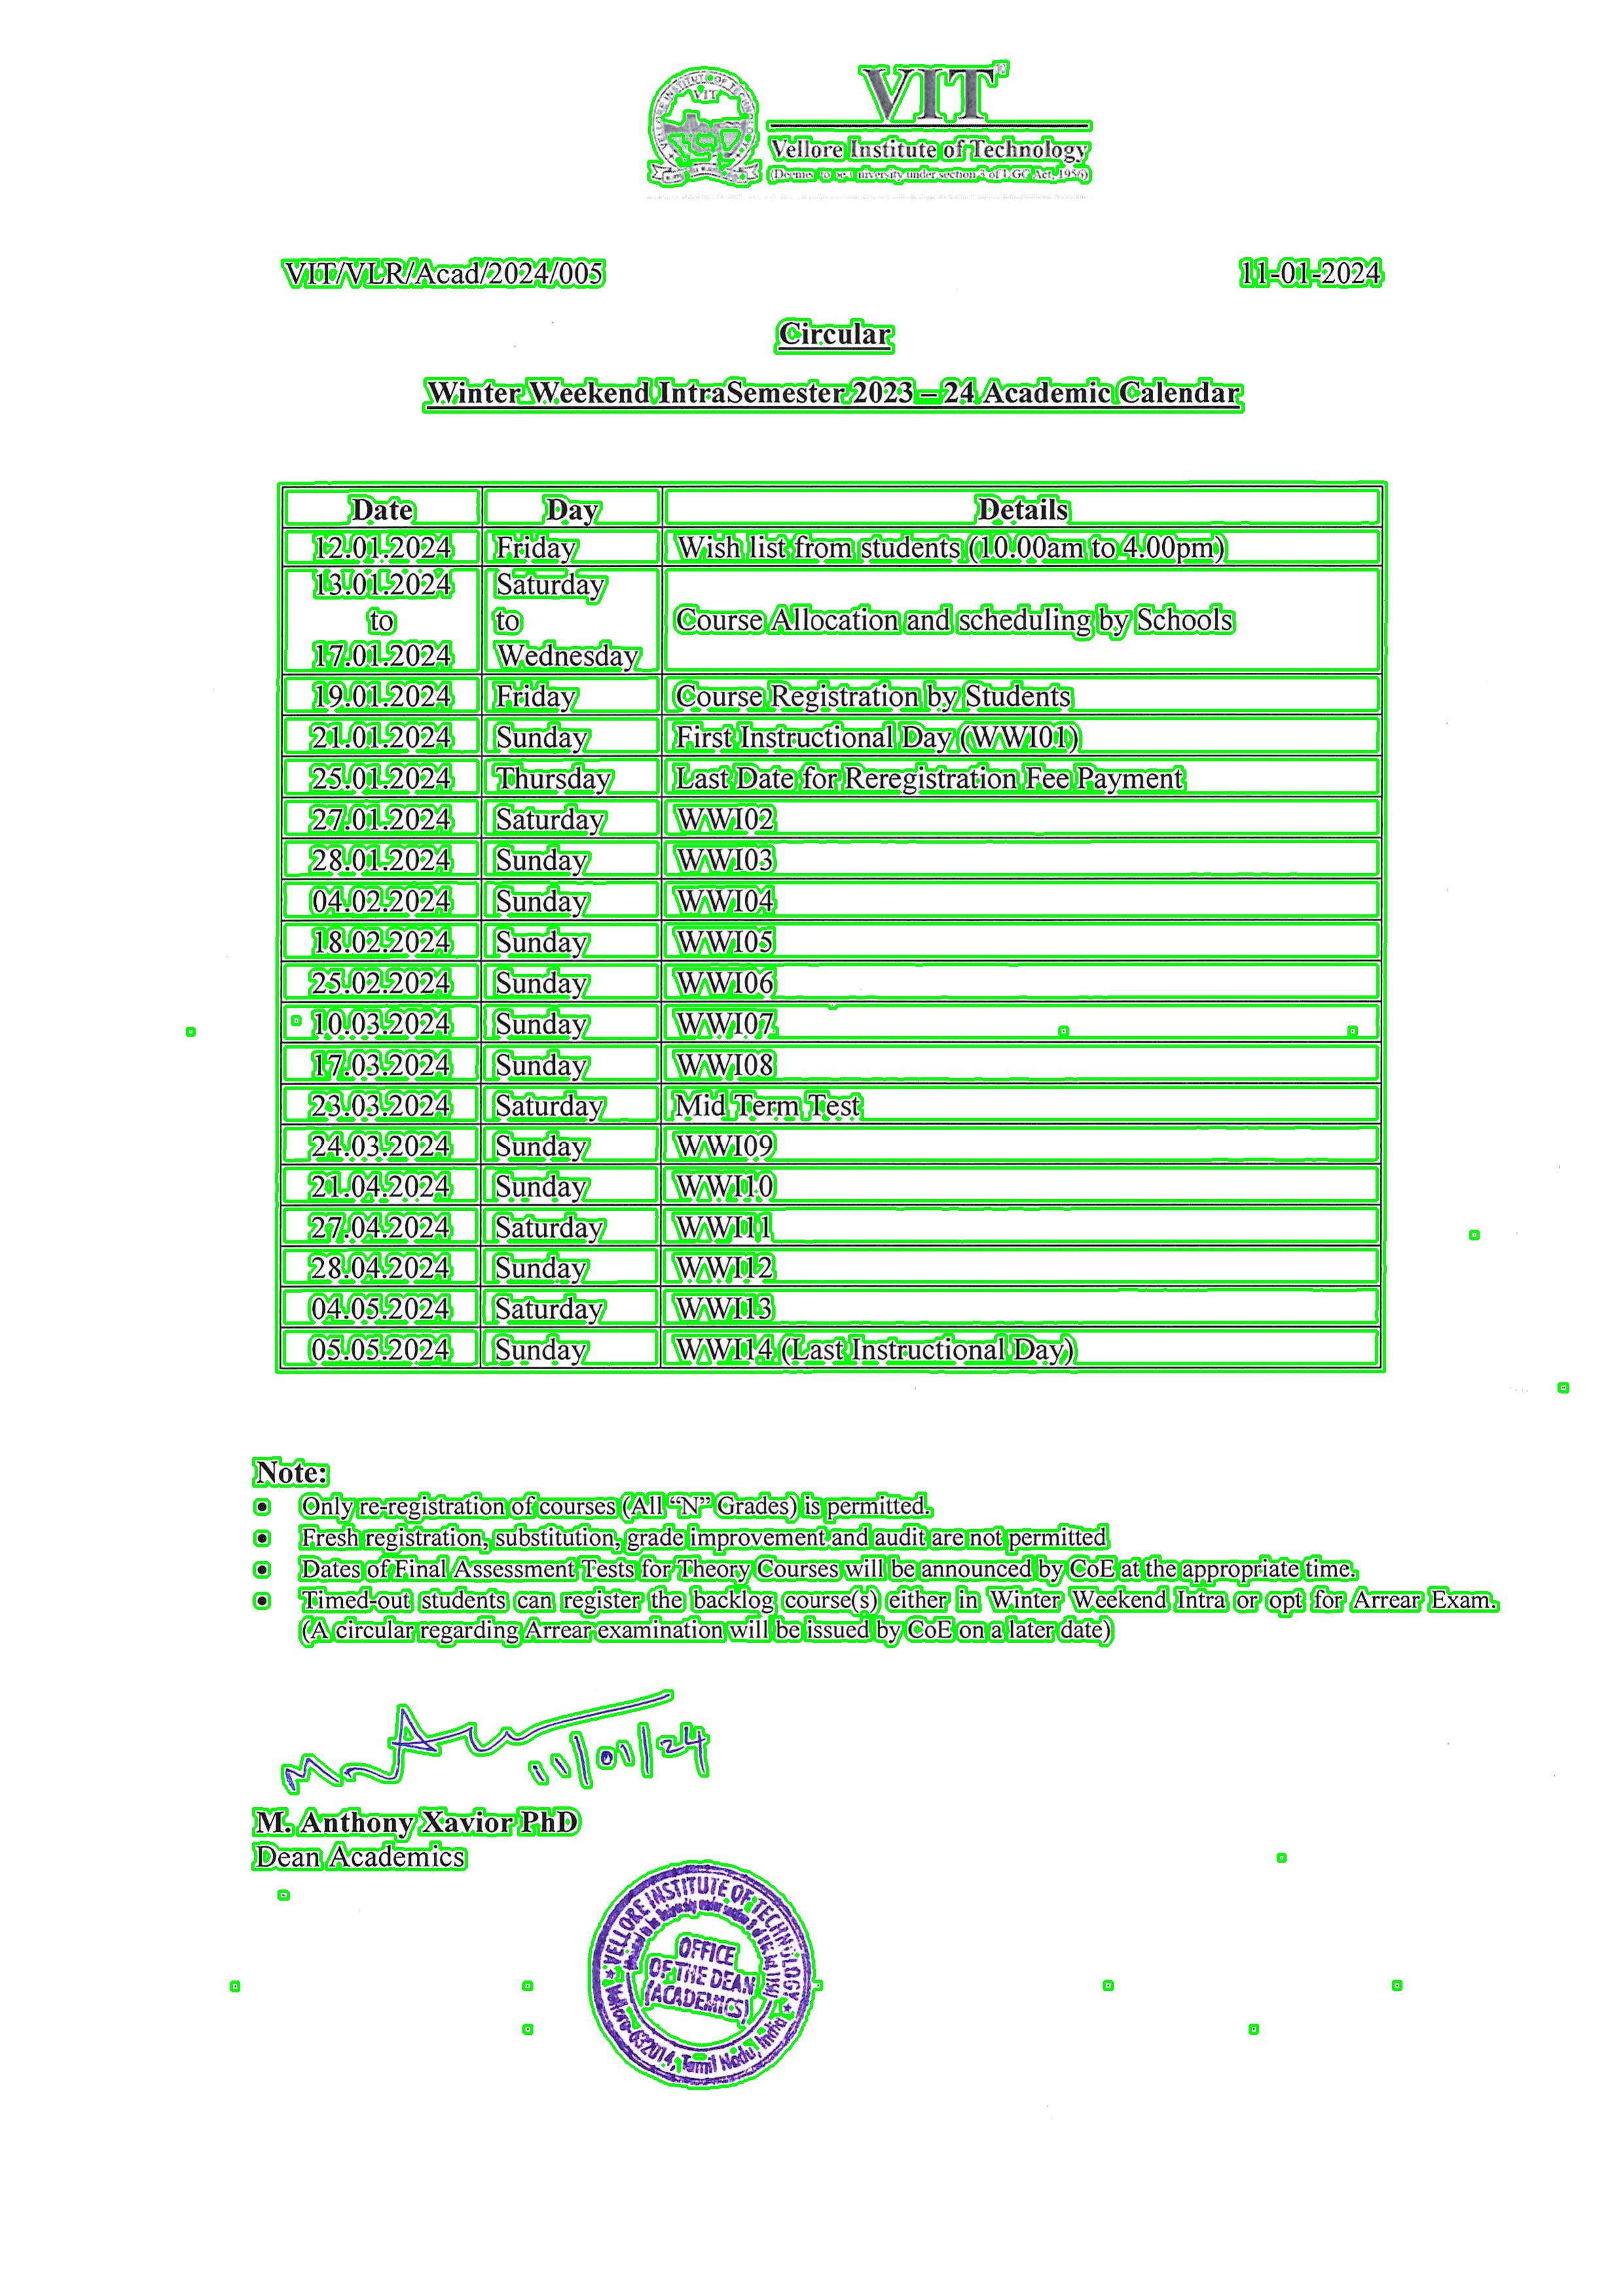 VIT®
Vellore Institute of Technology
(Deemed to be University under section 3 of UGC Act, 1956)
VIT/VLR/Acad/2024/005 11-01-2024
Circular
Winter Weekend IntraSemester 2023 – 24 Academic Calendar
Date Day Details
12.01.2024 Friday Wish list from students (10.00am to 4.00pm)
13.01.2024 to 17.01.2024 Saturday to Wednesday Course Allocation and scheduling by Schools
19.01.2024 Friday Course Registration by Students
21.01.2024 Sunday First Instructional Day (WWI01)
25.01.2024 Thursday Last Date for Reregistration Fee Payment
27.01.2024 Saturday WWI02
28.01.2024 Sunday WWI03
04.02.2024 Sunday WWI04
18.02.2024 Sunday WWI05
25.02.2024 Sunday WWI06
10.03.2024 Sunday WWI07
17.03.2024 Sunday WWI08
23.03.2024 Saturday Mid Term Test
24.03.2024 Sunday WWI09
21.04.2024 Sunday WWI10
27.04.2024 Saturday WWI11
28.04.2024 Sunday WWI12
04.05.2024 Saturday WWI13
05.05.2024 Sunday WWI14 (Last Instructional Day)
Note:
• Only re-registration of courses (All “N” Grades) is permitted.
• Fresh registration, substitution, grade improvement and audit are not permitted
• Dates of Final Assessment Tests for Theory Courses will be announced by CoE at the appropriate time.
• Timed-out students can register the backlog course(s) either in Winter Weekend Intra or opt for Arrear Exam.
(A circular regarding Arrear examination will be issued by CoE on a later date)
11/01/24
M. Anthony Xavior PhD
Dean Academics
VELLORE INSTITUTE OF TECHNOLOGY
OFFICE
OF THE DEAN
(ACADEMICS)
Vellore-632014, Tamil Nadu, India